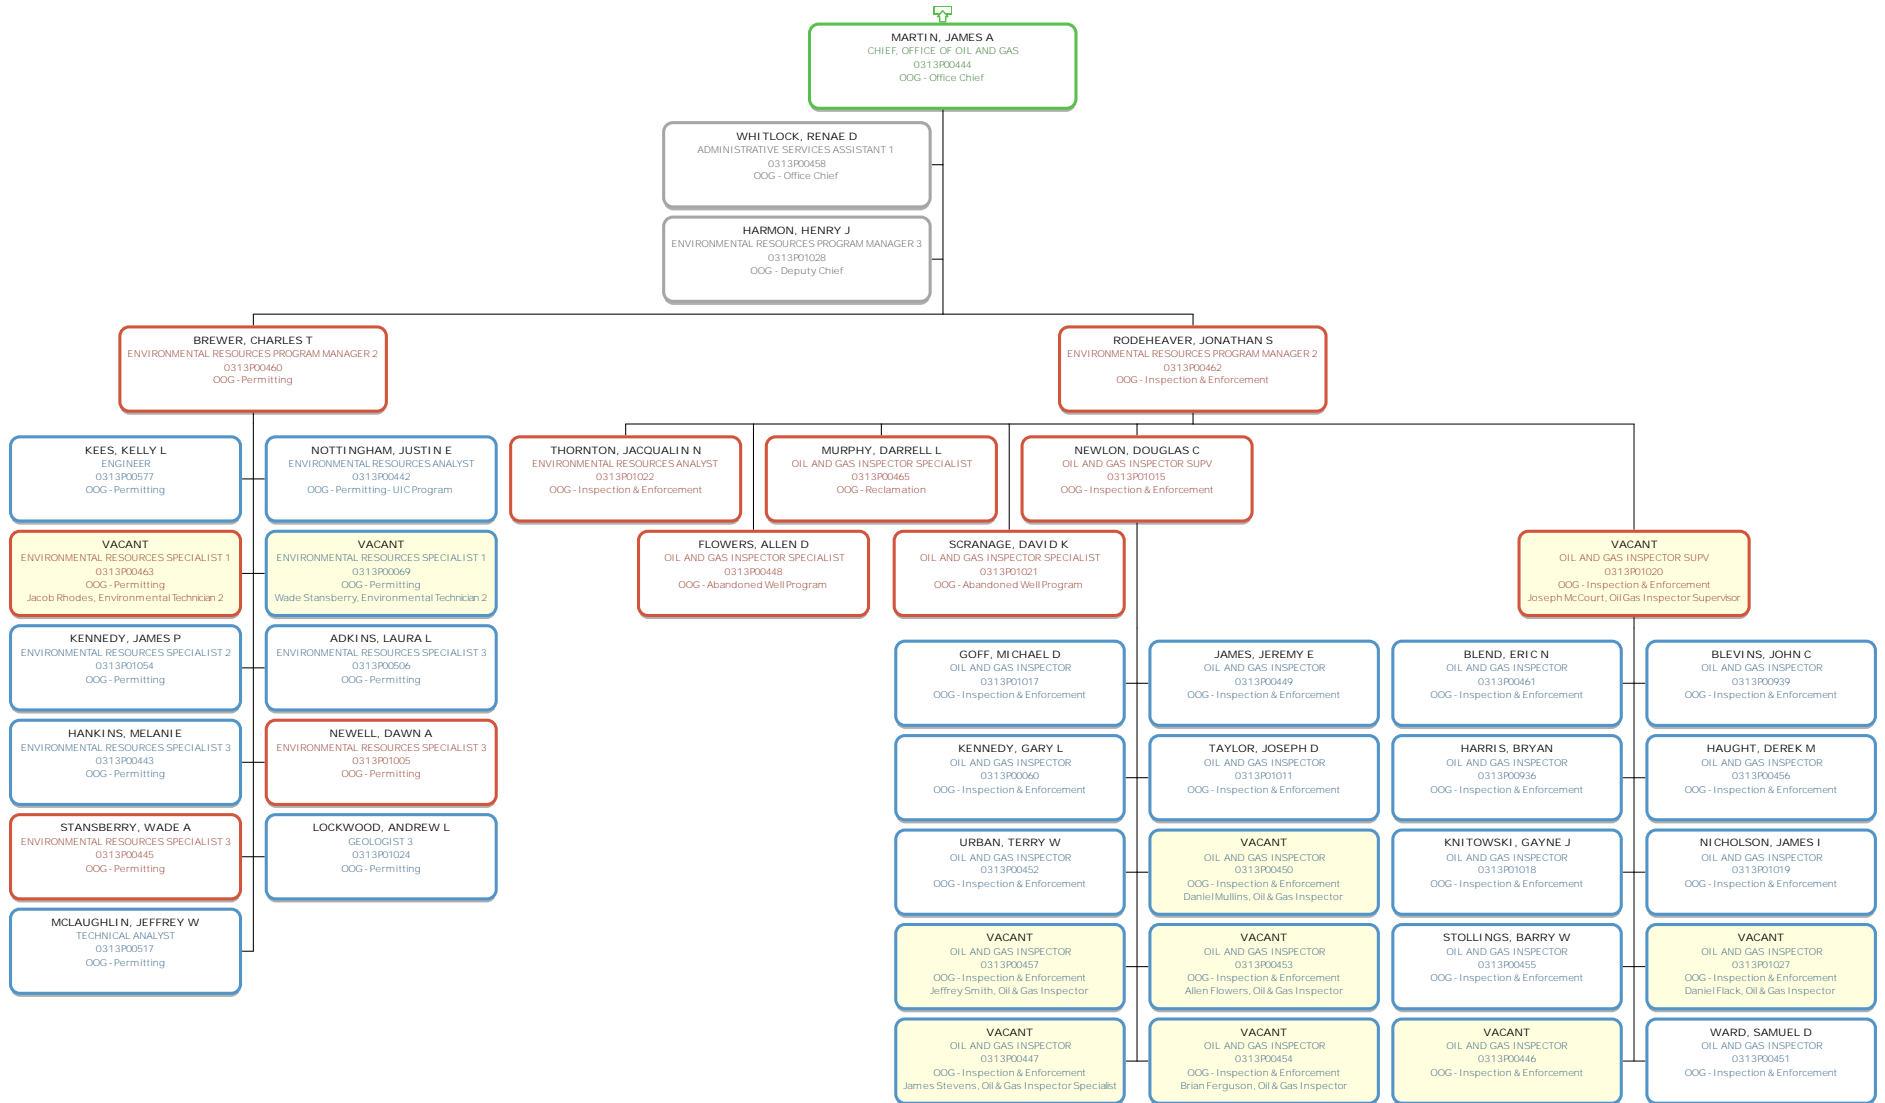 MARTIN, JAMES A
CHIEF, OFFICE OF OIL AND GAS
0313P00444
OOG - Office Chief
WHITLOCK, RENAE D
ADMINISTRATIVE SERVICES ASSISTANT 1
0313P00458
OOG - Office Chief
HARMON, HENRY J
ENVIRONMENTAL RESOURCES PROGRAM MANAGER 3
0313P01028
OOG - Deputy Chief
BREWER, CHARLES T
ENVIRONMENTAL RESOURCES PROGRAM MANAGER 2
0313P00460
OOG - Permitting
RODEHEAVER, JONATHAN S
ENVIRONMENTAL RESOURCES PROGRAM MANAGER 2
0313P00462
OOG - Inspection & Enforcement
KEES, KELLY L
ENGINEER
0313P00577
OOG - Permitting
NOTTINGHAM, JUSTIN E
ENVIRONMENTAL RESOURCES ANALYST
0313P00442
OOG - Permitting - UIC Program
VACANT
ENVIRONMENTAL RESOURCES SPECIALIST 1
0313P00463
OOG - Permitting
Jacob Rhodes, Environmental Technician 2
VACANT
ENVIRONMENTAL RESOURCES SPECIALIST 1
0313P00069
OOG - Permitting
Wade Stansberry, Environmental Technician 2
KENNEDY, JAMES P
ENVIRONMENTAL RESOURCES SPECIALIST 2
0313P01054
OOG - Permitting
ADKINS, LAURA L
ENVIRONMENTAL RESOURCES SPECIALIST 3
0313P00506
OOG - Permitting
HANKINS, MELANIE
ENVIRONMENTAL RESOURCES SPECIALIST 3
0313P00443
OOG - Permitting
NEWELL, DAWN A
ENVIRONMENTAL RESOURCES SPECIALIST 3
0313P01005
OOG - Permitting
STANSBERRY, WADE A
ENVIRONMENTAL RESOURCES SPECIALIST 3
0313P00445
OOG - Permitting
LOCKWOOD, ANDREW L
GEOLOGIST 3
0313P01024
OOG - Permitting
MCLAUGHLIN, JEFFREY W
TECHNICAL ANALYST
0313P00517
OOG - Permitting
THORNTON, JACQUALIN N
ENVIRONMENTAL RESOURCES ANALYST
0313P01022
OOG - Inspection & Enforcement
MURPHY, DARRELL L
OIL AND GAS INSPECTOR SPECIALIST
0313P00465
OOG - Reclamation
NEWLON, DOUGLAS C
OIL AND GAS INSPECTOR SUPV
0313P01015
OOG - Inspection & Enforcement
FLOWERS, ALLEN D
OIL AND GAS INSPECTOR SPECIALIST
0313P00448
OOG - Abandoned Well Program
SCRANAGE, DAVID K
OIL AND GAS INSPECTOR SPECIALIST
0313P01021
OOG - Abandoned Well Program
VACANT
OIL AND GAS INSPECTOR SUPV
0313P01020
OOG - Inspection & Enforcement
Joseph McCourt, Oil Gas Inspector Supervisor
GOFF, MICHAEL D
OIL AND GAS INSPECTOR
0313P01017
OOG - Inspection & Enforcement
JAMES, JEREMY E
OIL AND GAS INSPECTOR
0313P00449
OOG - Inspection & Enforcement
KENNEDY, GARY L
OIL AND GAS INSPECTOR
0313P00060
OOG - Inspection & Enforcement
TAYLOR, JOSEPH D
OIL AND GAS INSPECTOR
0313P01011
OOG - Inspection & Enforcement
URBAN, TERRY W
OIL AND GAS INSPECTOR
0313P00452
OOG - Inspection & Enforcement
VACANT
OIL AND GAS INSPECTOR
0313P00450
OOG - Inspection & Enforcement
Daniel Mullins, Oil & Gas Inspector
VACANT
OIL AND GAS INSPECTOR
0313P00457
OOG - Inspection & Enforcement
Jeffrey Smith, Oil & Gas Inspector
VACANT
OIL AND GAS INSPECTOR
0313P00453
OOG - Inspection & Enforcement
Allen Flowers, Oil & Gas Inspector
VACANT
OIL AND GAS INSPECTOR
0313P00447
OOG - Inspection & Enforcement
James Stevens, Oil & Gas Inspector Specialist
VACANT
OIL AND GAS INSPECTOR
0313P00454
OOG - Inspection & Enforcement
Brian Ferguson, Oil & Gas Inspector
BLEND, ERIC N
OIL AND GAS INSPECTOR
0313P00461
OOG - Inspection & Enforcement
BLEVINS, JOHN C
OIL AND GAS INSPECTOR
0313P00939
OOG - Inspection & Enforcement
HARRIS, BRYAN
OIL AND GAS INSPECTOR
0313P00936
OOG - Inspection & Enforcement
HAUGHT, DEREK M
OIL AND GAS INSPECTOR
0313P00456
OOG - Inspection & Enforcement
KNITOWSKI, GAYNE J
OIL AND GAS INSPECTOR
0313P01018
OOG - Inspection & Enforcement
NICHOLSON, JAMES I
OIL AND GAS INSPECTOR
0313P01019
OOG - Inspection & Enforcement
STOLLINGS, BARRY W
OIL AND GAS INSPECTOR
0313P00455
OOG - Inspection & Enforcement
VACANT
OIL AND GAS INSPECTOR
0313P01027
OOG - Inspection & Enforcement
Daniel Flack, Oil & Gas Inspector
VACANT
OIL AND GAS INSPECTOR
0313P00446
OOG - Inspection & Enforcement
WARD, SAMUEL D
OIL AND GAS INSPECTOR
0313P00451
OOG - Inspection & Enforcement